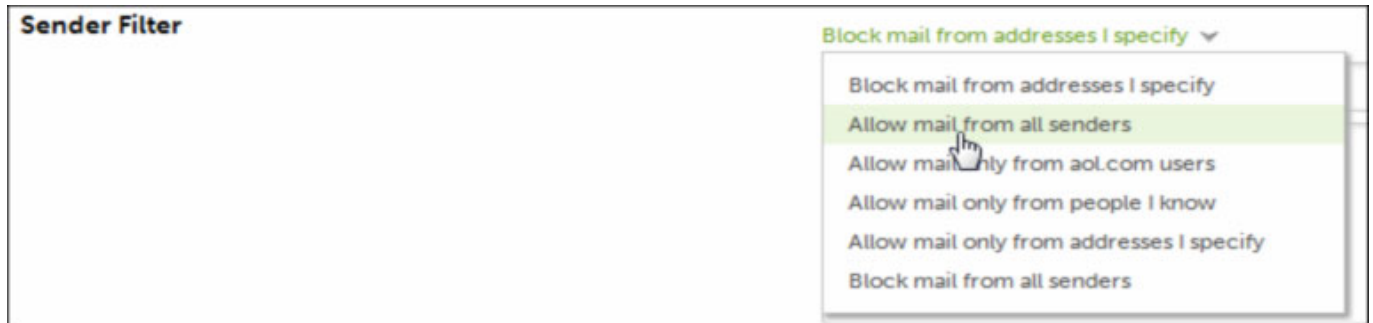 Sender Filter
Block mail from addresses I specify
Block mail from addresses I specify
Allow mail from all senders
Allow mail only from aol.com users
Allow mail only from people I know
Allow mail only from addresses I specify
Block mail from all senders